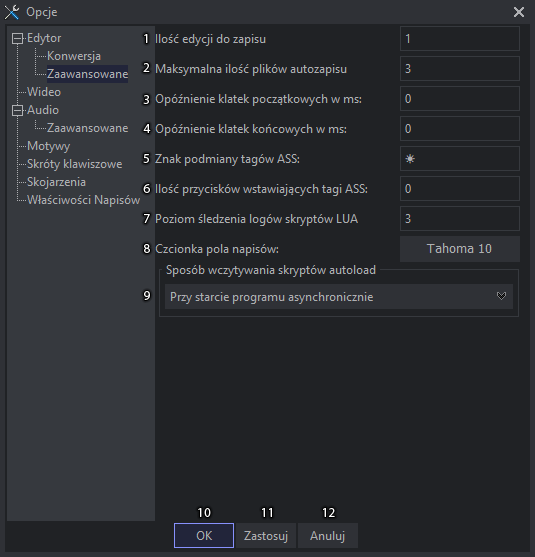 Opcje
Edytor
Konwersja
Zaawansowane
Wideo
Audio
Zaawansowane
Motywy
Skróty klawiszowe
Skojarzenia
Właściwości Napisów
1 Ilość edycji do zapisu 1
2 Maksymalna ilość plików autozapisu 3
3 Opóźnienie klatek początkowych w ms: 0
4 Opóźnienie klatek końcowych w ms: 0
5 Znak podmiany tagów ASS: ☀
6 Ilość przycisków wstawiających tagi ASS: 0
7 Poziom śledzenia logów skryptów LUA 3
8 Czcionka pola napisów: Tahoma 10
Sposób wczytywania skryptów autoload
9 Przy starcie programu asynchronicznie
10 11 12
OK Zastosuj Anuluj